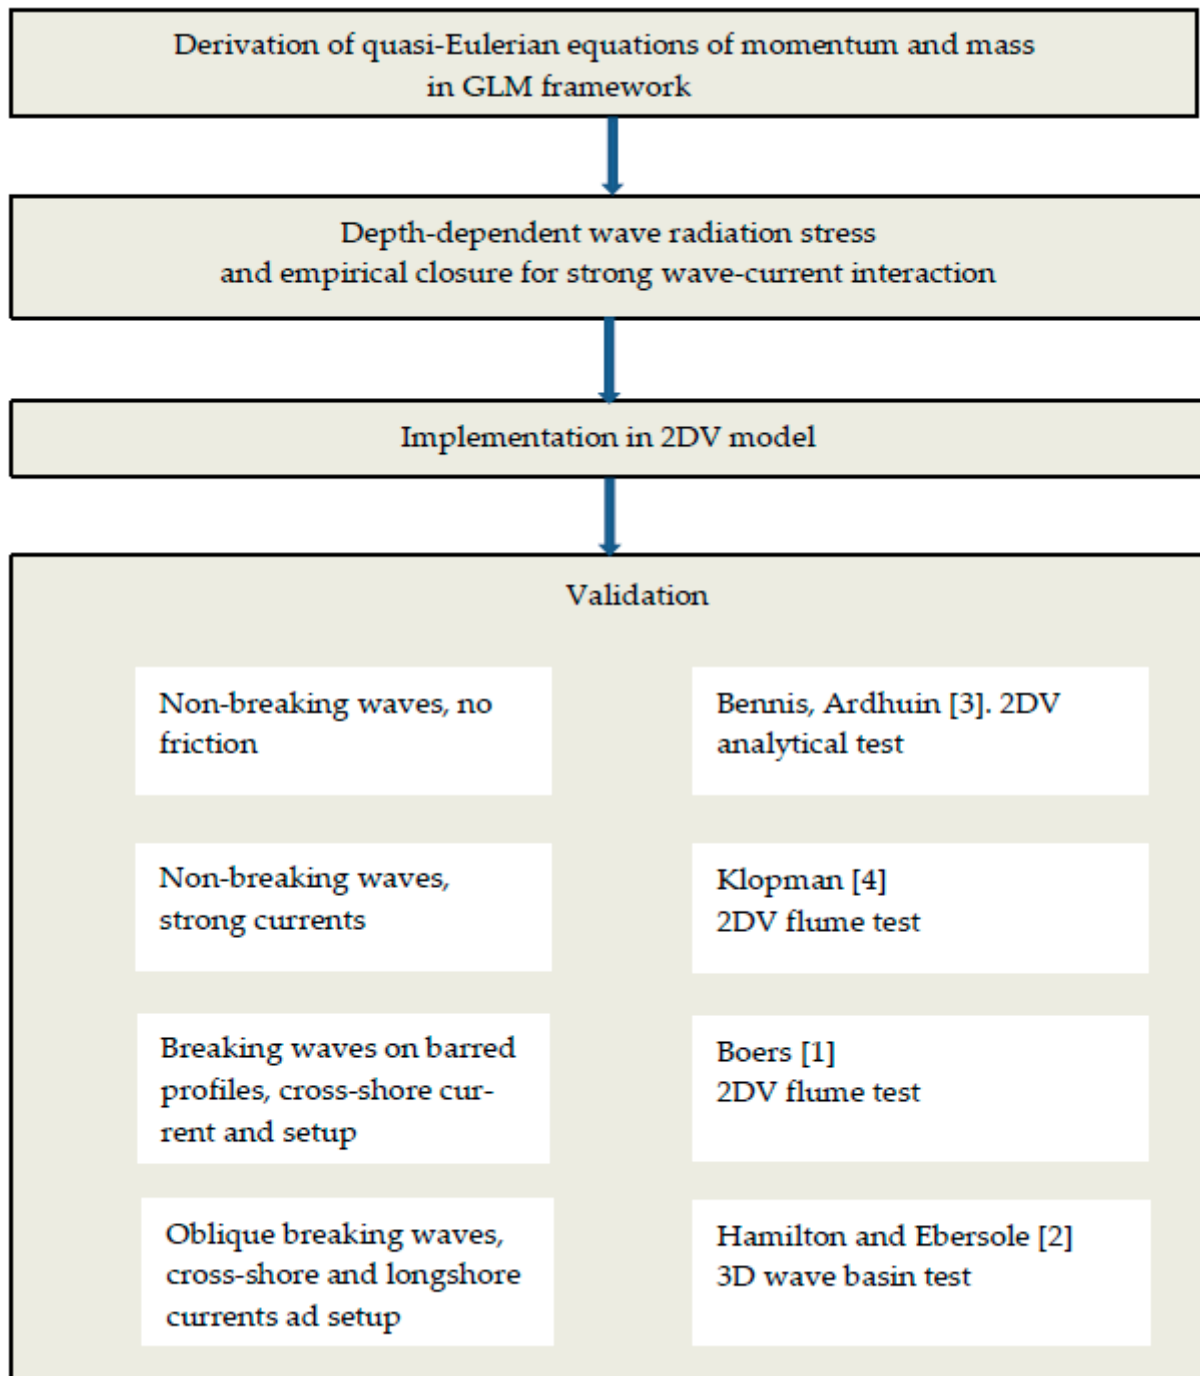 Derivation of quasi-Eulerian equations of momentum and mass
in GLM framework
Depth-dependent wave radiation stress
and empirical closure for strong wave-current interaction
Implementation in 2DV model
Validation
Non-breaking waves, no
friction
Bennis, Ardhuin [3]. 2DV
analytical test
Non-breaking waves,
strong currents
Klopman [4]
2DV flume test
Breaking waves on barred
profiles, cross-shore cur-
rent and setup
Boers [1]
2DV flume test
Oblique breaking waves,
cross-shore and longshore
currents ad setup
Hamilton and Ebersole [2]
3D wave basin test